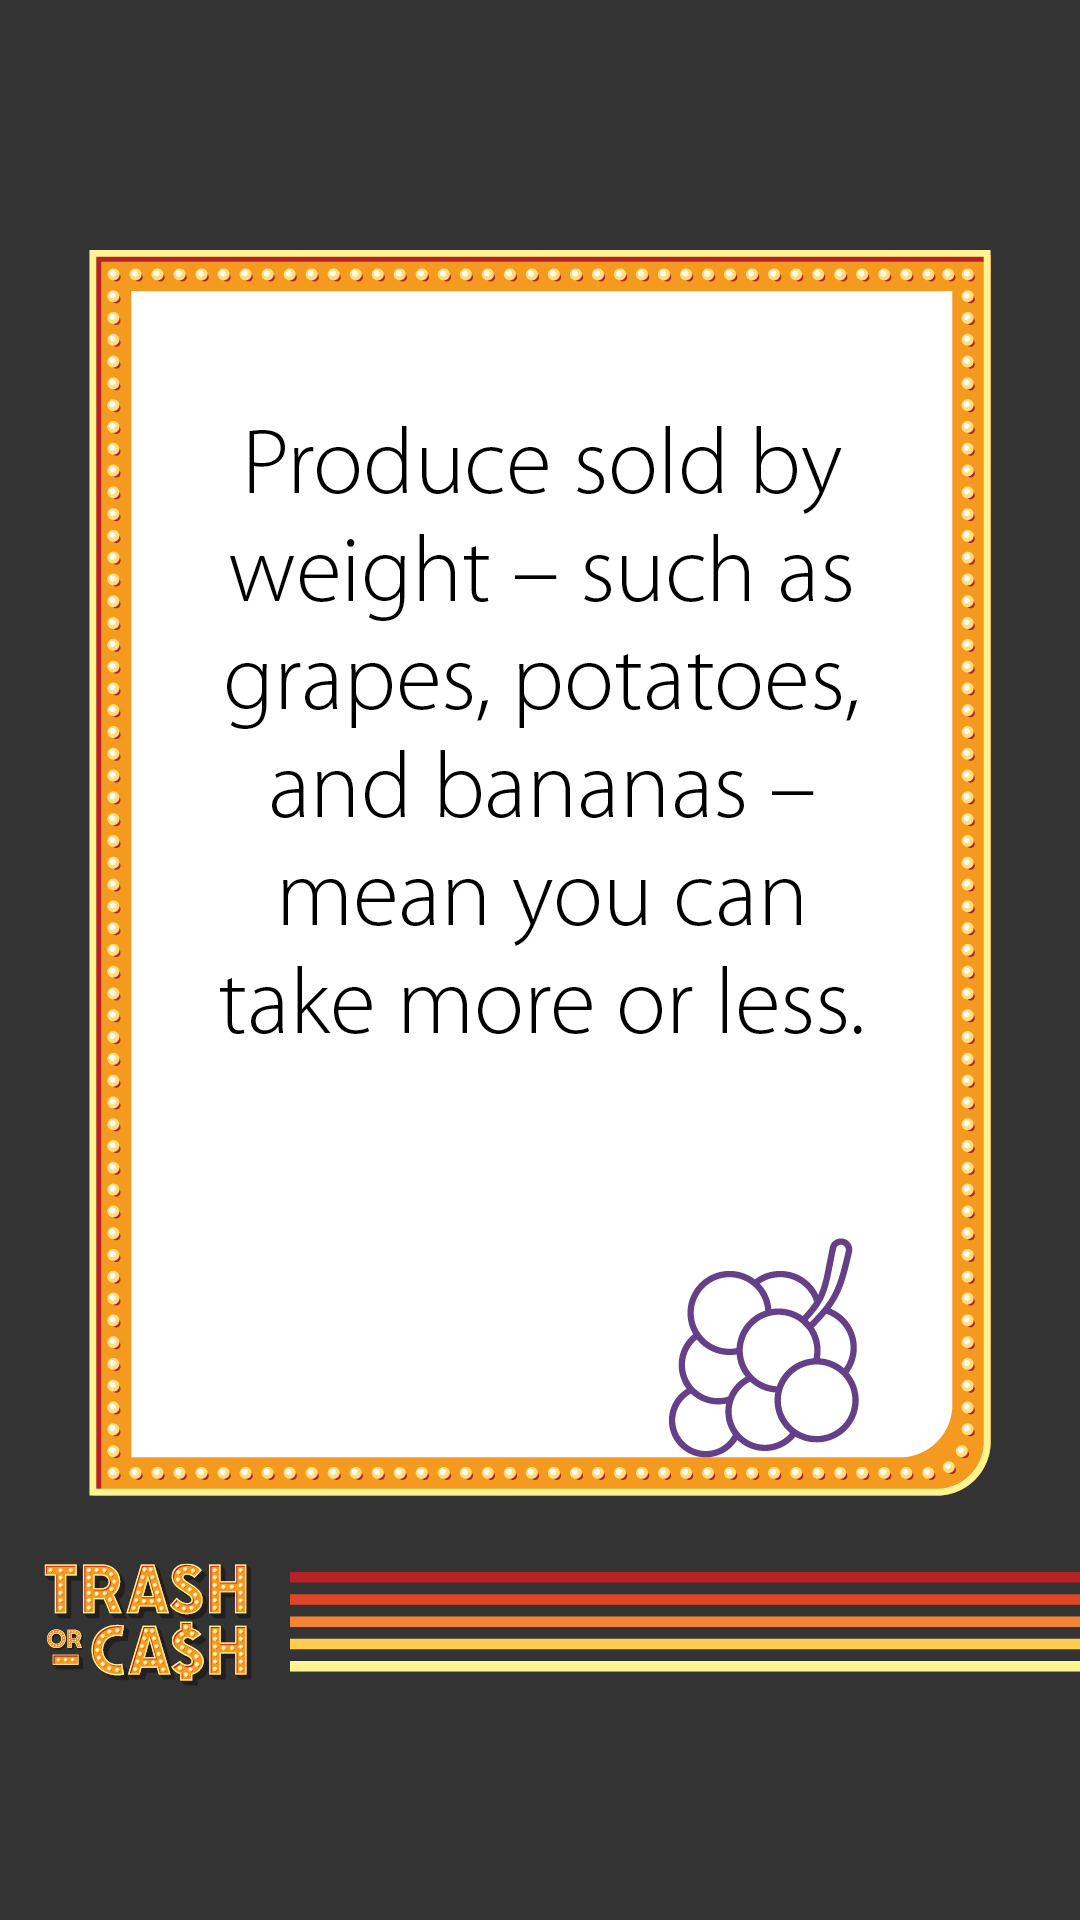 Produce sold by
weight – such as
grapes, potatoes,
and bananas –
mean you can
take more or less.
TRASH
OR CA$H